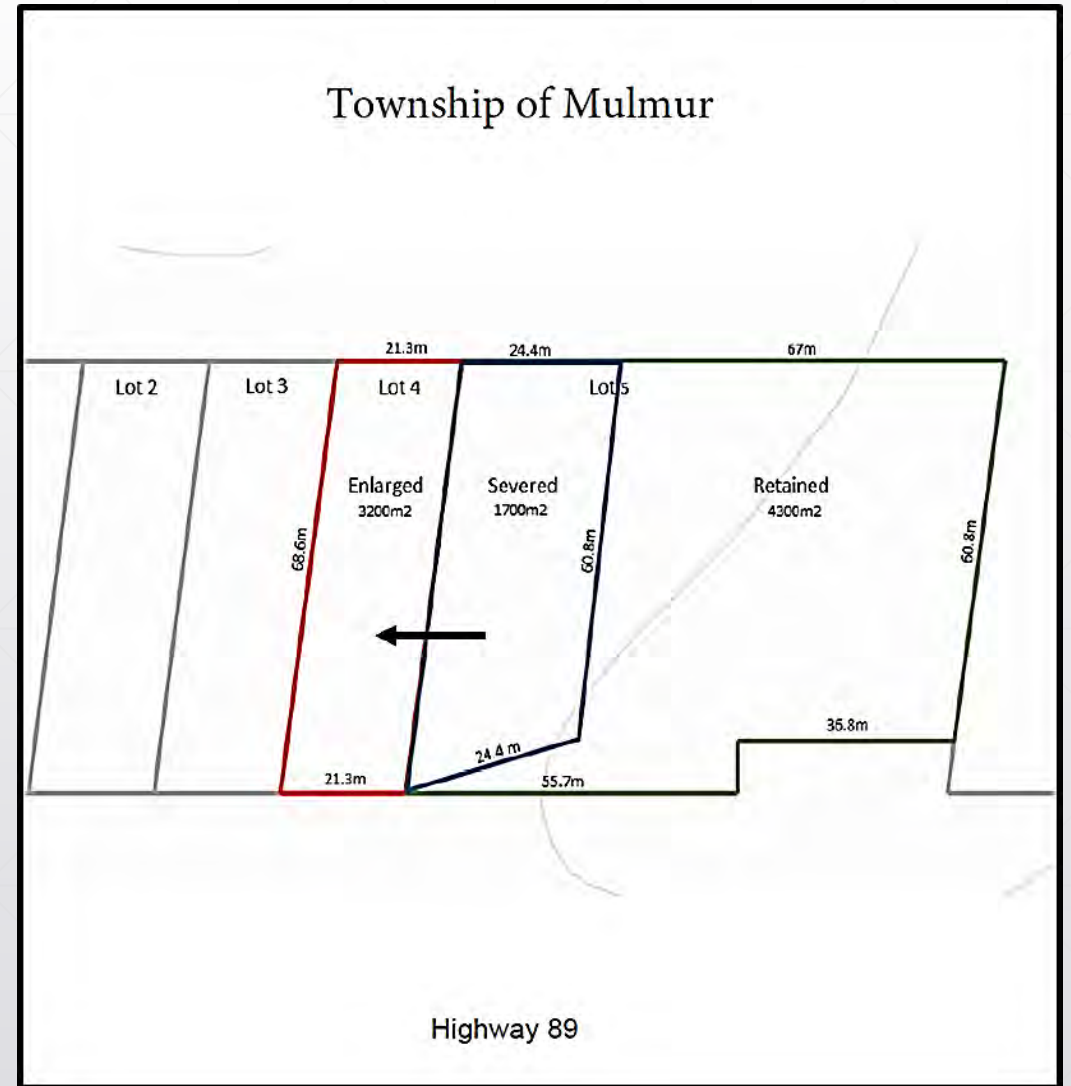 Township of Mulmur
21.3m
24.4m
67m
Lot 2
Lot 3
Lot 4
Lot 5
Enlarged
3200m2
Severed
1700m2
Retained
4300m2
68.6m
60.8m
60.8m
24.4 m
36.8m
21.3m
55.7m
Highway 89